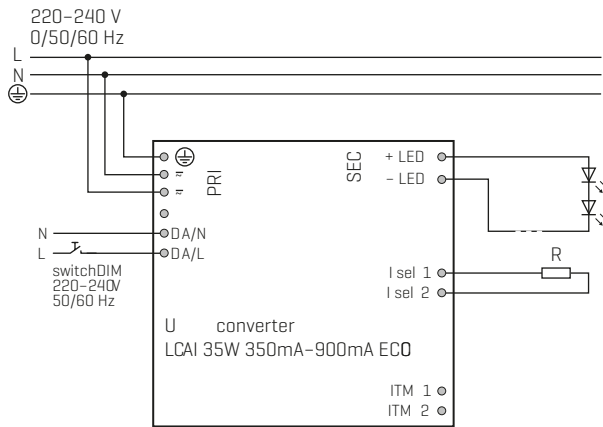 220–240 V
0/50/60 Hz
L
N
PRI
SEC
+ LED
– LED
N
DA/N
L
DA/L
switchDIM
220–240V
50/60 Hz
R
I sel 1
I sel 2
U converter
LCAI 35W 350mA–900mA ECO
ITM 1
ITM 2